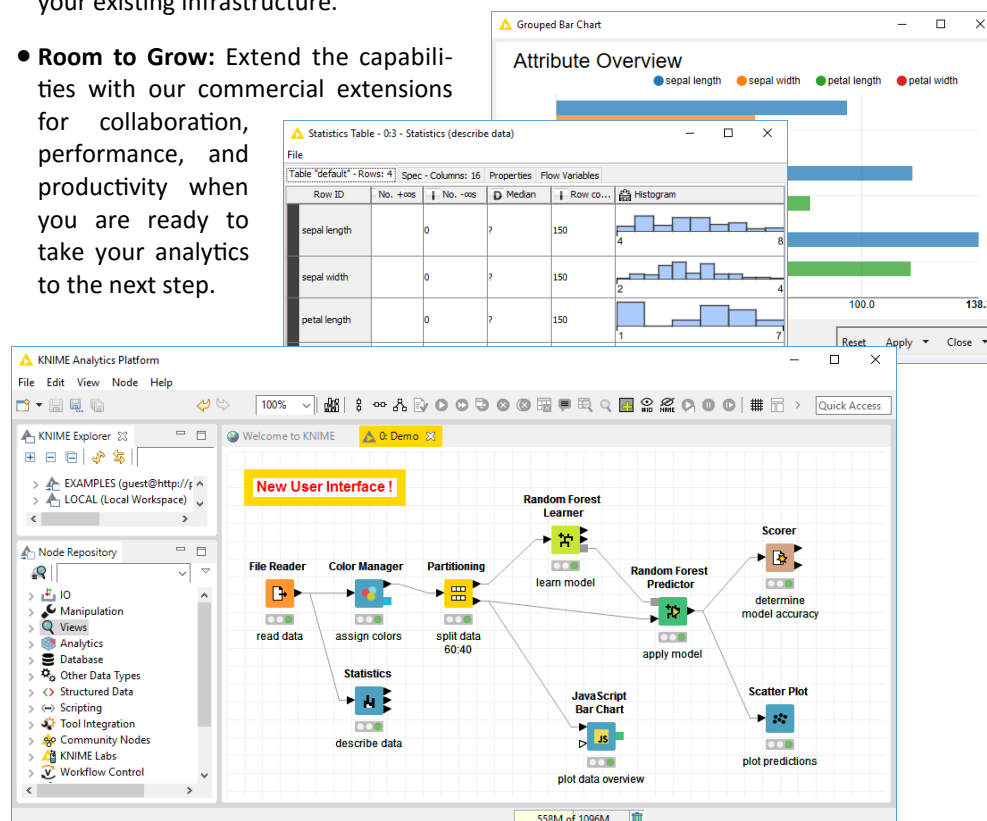 your existing infrastructure.
• Room to Grow: Extend the capabili-
ties with our commercial extensions
for collaboration,
performance, and
productivity when
you are ready to
take your analytics
to the next step.
Grouped Bar Chart
Attribute Overview
sepal length sepal width petal length petal width
100.0
Reset Apply Close
Statistics Table - 0:3 - Statistics (describe data)
File
Table "default" - Rows: 4 Spec - Columns: 16 Properties Flow Variables
Row ID No. +∞s No. -∞s D Median Row co... Histogram
sepal length 0 ? 150 4 8
sepal width 0 ? 150 2 4
petal length 0 ? 150 1 7
KNIME Analytics Platform
File Edit View Node Help
100% Quick Access
KNIME Explorer
EXAMPLES (guest@http://
LOCAL (Local Workspace)
Node Repository
IO
Manipulation
Views
Analytics
Database
Other Data Types
Structured Data
Scripting
Tool Integration
Community Nodes
KNIME Labs
Workflow Control
Welcome to KNIME 0: Demo
New User Interface !
File Reader
read data
Color Manager
assign colors
Partitioning
split data
60:40
Statistics
describe data
Random Forest
Learner
learn model
Random Forest
Predictor
apply model
JavaScript
Bar Chart
JS
plot data overview
Scorer
determine
model accuracy
Scatter Plot
plot predictions
558M of 1096M